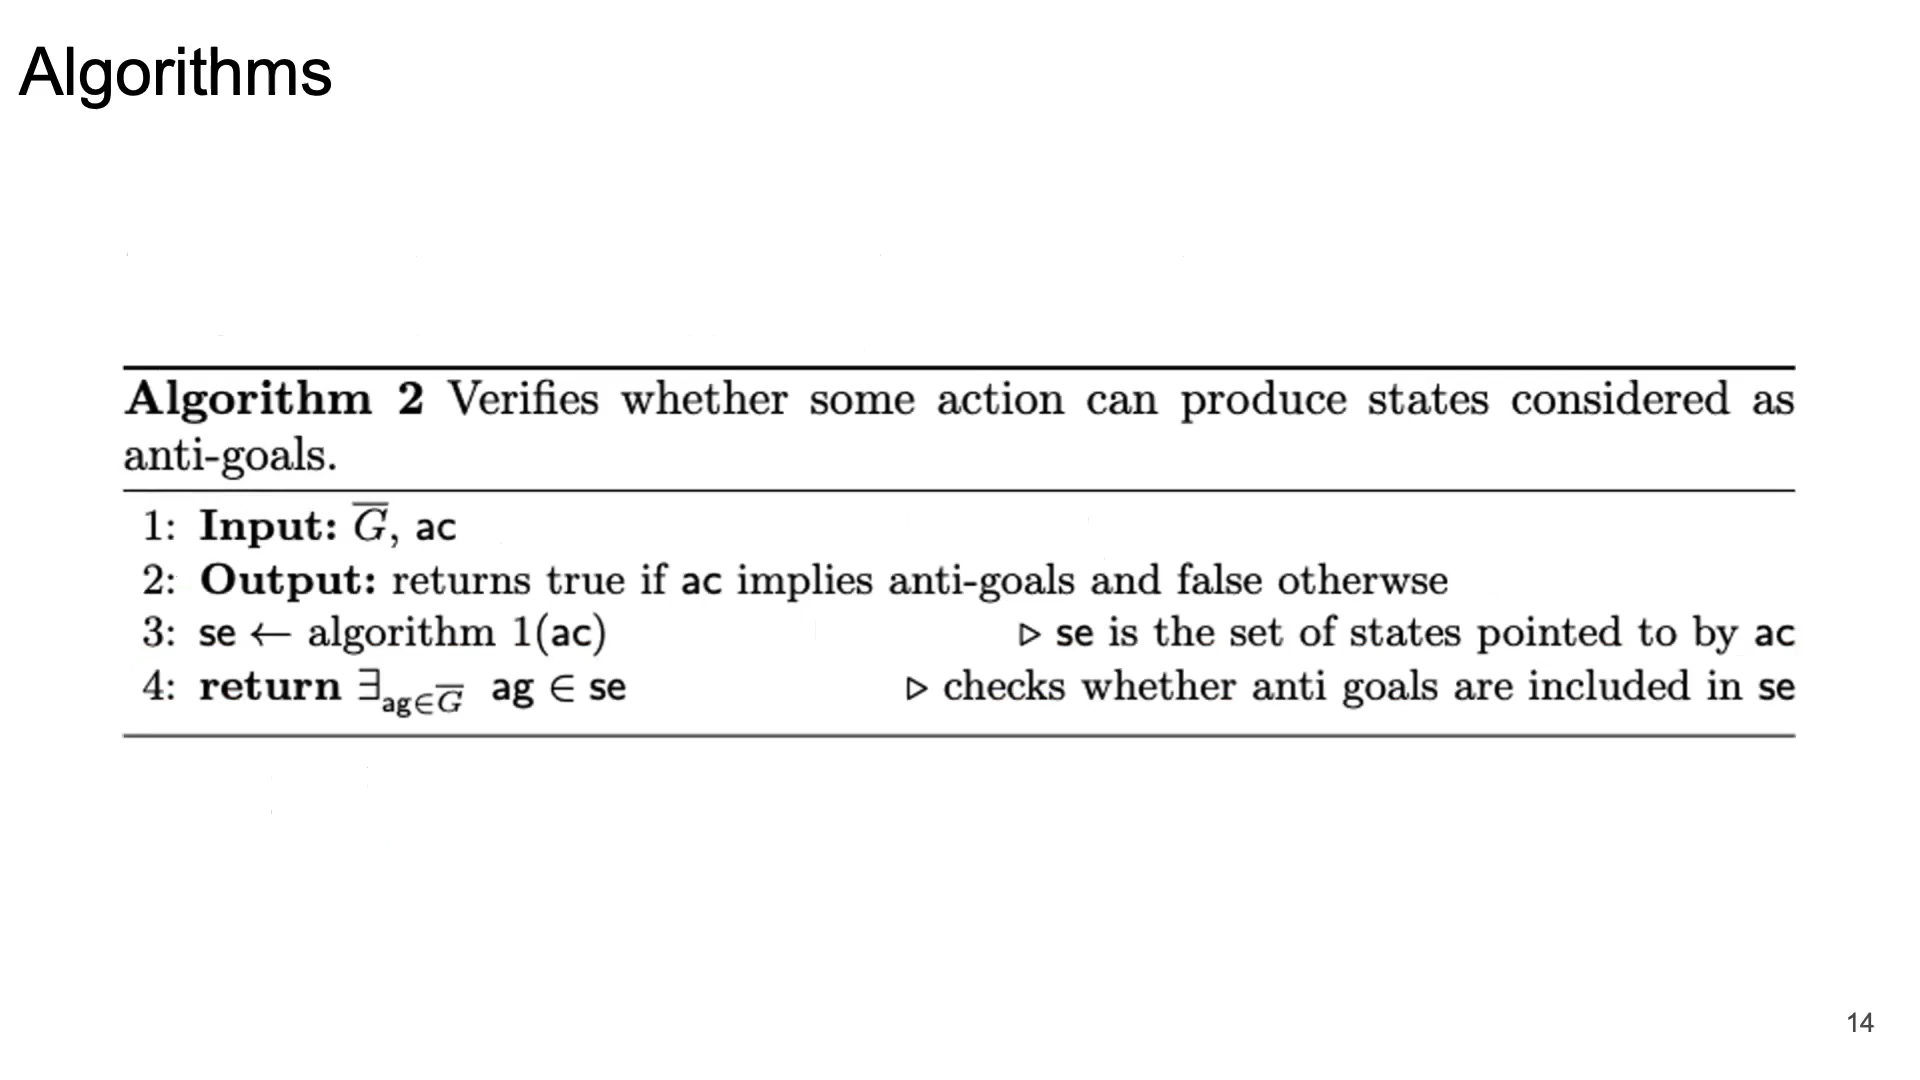 Algorithms
Algorithm 2 Verifies whether some action can produce states considered as
anti-goals.
1: Input: G̅, ac
2: Output: returns true if ac implies anti-goals and false otherwse
3: se ← algorithm 1(ac) ▷ se is the set of states pointed to by ac
4: return ∃ag∈G̅ ag ∈ se ▷ checks whether anti goals are included in se
14